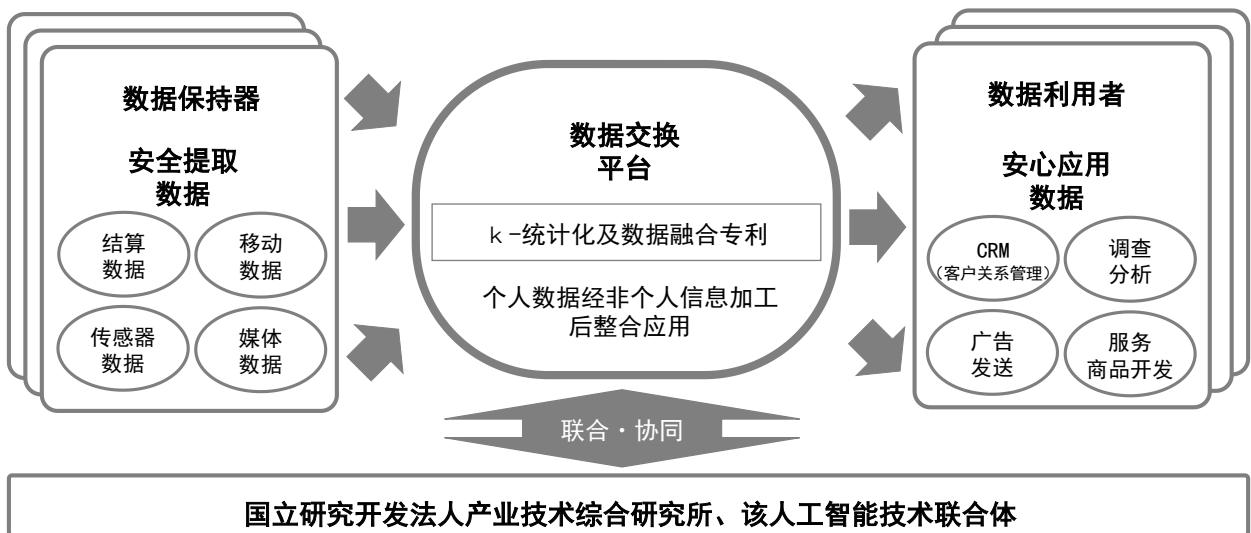 数据保持器
安全提取
数据
结算
数据
移动
数据
传感器
数据
媒体
数据
数据交换
平台
k-统计化及数据融合专利
个人数据经非个人信息加工
后整合应用
数据利用者
安心应用
数据
CRM
(客户关系管理)
调查
分析
广告
发送
服务
商品开发
联合·协同
国立研究开发法人产业技术综合研究所、该人工智能技术联合体